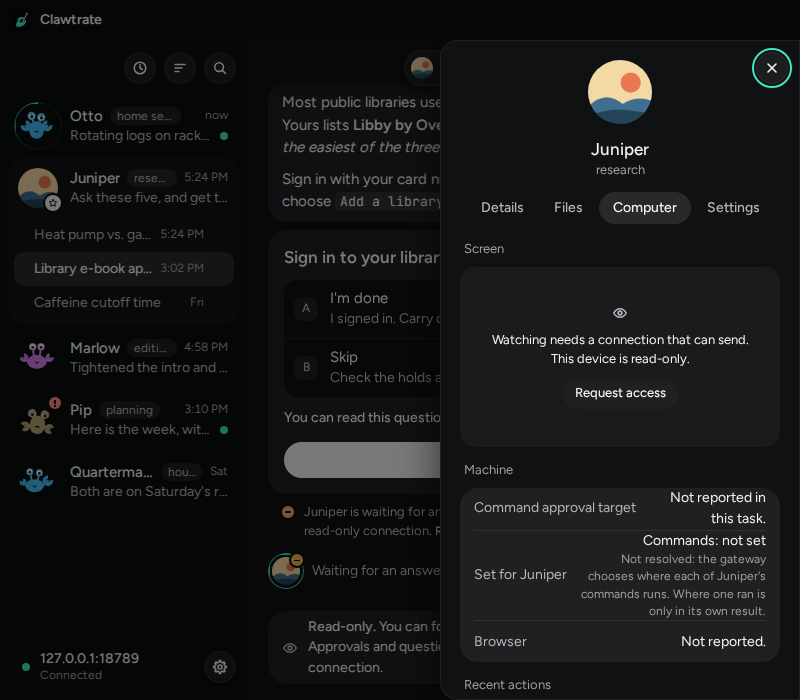 Clawtrate
Otto home se... now
Rotating logs on rack...
Juniper rese... 5:24 PM
Ask these five, and get t...
Heat pump vs. ga... 5:24 PM
Library e-book ap... 3:02 PM
Caffeine cutoff time Fri
Marlow editi... 4:58 PM
Tightened the intro and ...
Pip planning 3:10 PM
Here is the week, wit...
Quarterma... hou... Sat
Both are on Saturday's r...
127.0.0.1:18789
Connected
Most public libraries use
Yours lists Libby by Ove
the easiest of the three
Sign in with your card n
choose Add a library
Sign in to your librar
A I'm done
I signed in. Carry o
B Skip
Check the holds a
You can read this questio
Juniper is waiting for an
read-only connection. R
Waiting for an answe
Read-only. You can fo
Approvals and questi
connection.
Juniper
research
Details Files Computer Settings
Screen
Watching needs a connection that can send.
This device is read-only.
Request access
Machine
Command approval target Not reported in
this task.
Set for Juniper Commands: not set
Not resolved: the gateway
chooses where each of Juniper's
commands runs. Where one ran is
only in its own result.
Browser Not reported.
Recent actions